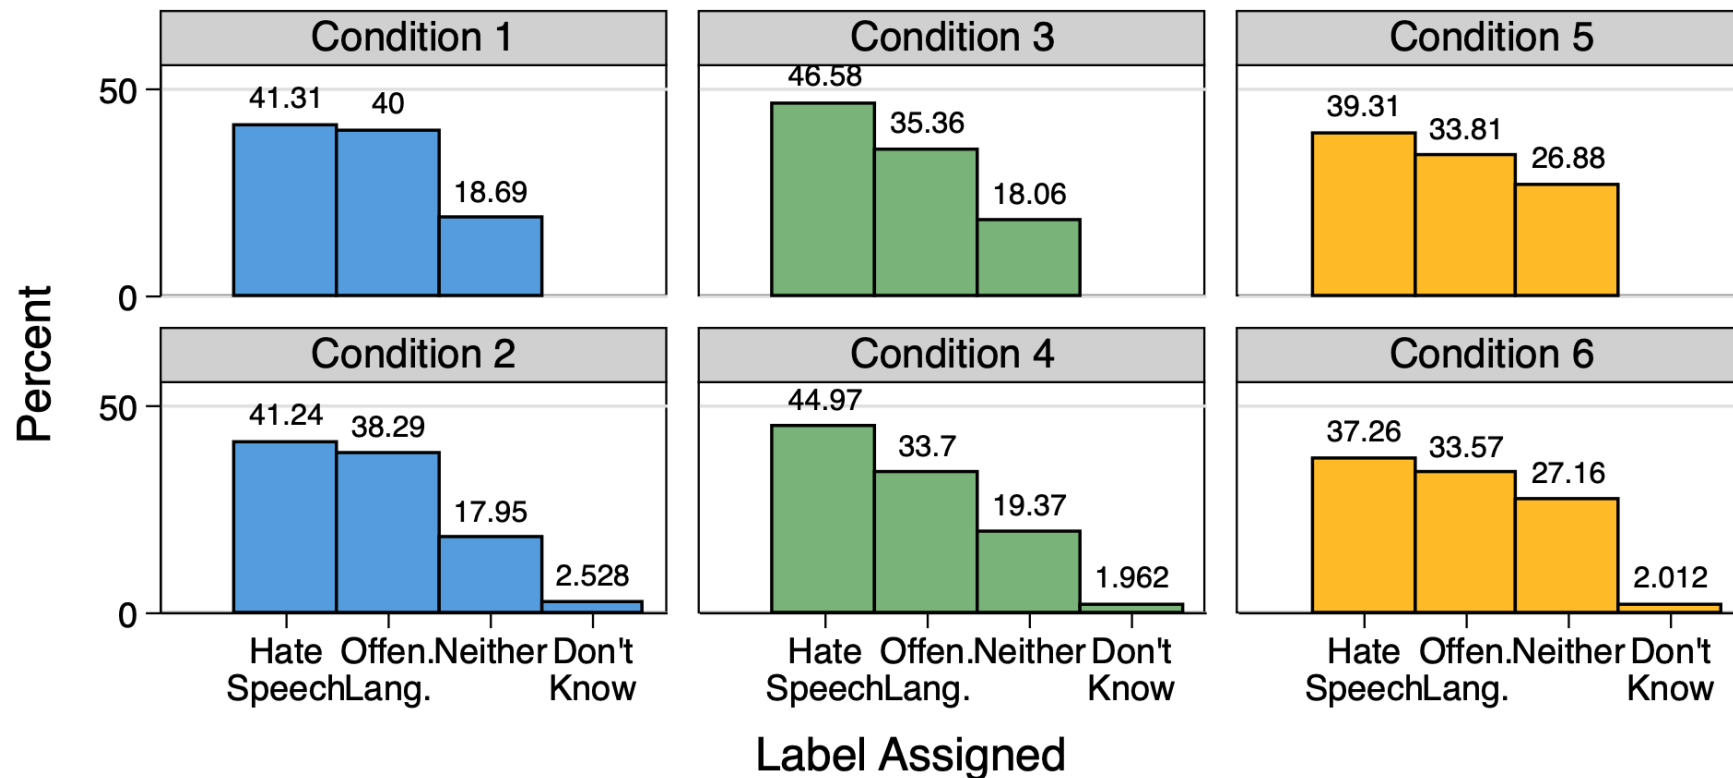 Condition 1
Condition 3
Condition 5
50
0
41.31
40
18.69
46.58
35.36
18.06
39.31
33.81
26.88
Percent
Condition 2
Condition 4
Condition 6
50
0
41.24
38.29
17.95
2.528
44.97
33.7
19.37
1.962
37.26
33.57
27.16
2.012
Hate Speech
Offen. Lang.
Neither
Don't Know
Hate Speech
Offen. Lang.
Neither
Don't Know
Hate Speech
Offen. Lang.
Neither
Don't Know
Label Assigned